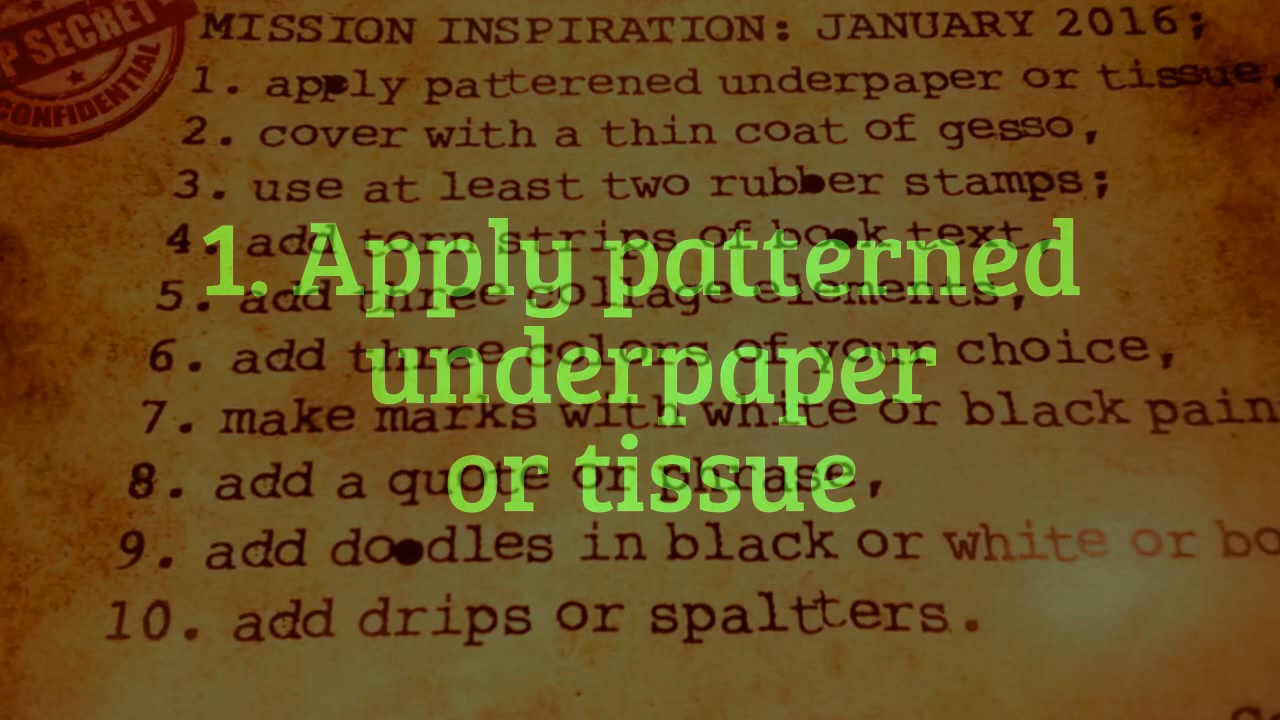 P SECRET
CONFIDENTIAL
MISSION INSPIRATION: JANUARY 2016;
1. apply patterened underpaper or tissue,
2. cover with a thin coat of gesso,
3. use at least two rubber stamps;
4. add torn strips of book text,
5. add three collage elements,
6. add three colors of your choice,
7. make marks with white or black pain
8. add a quote or phrase,
9. add doodles in black or white or bo
10. add drips or spaltters.
1. Apply patterned
underpaper
or tissue